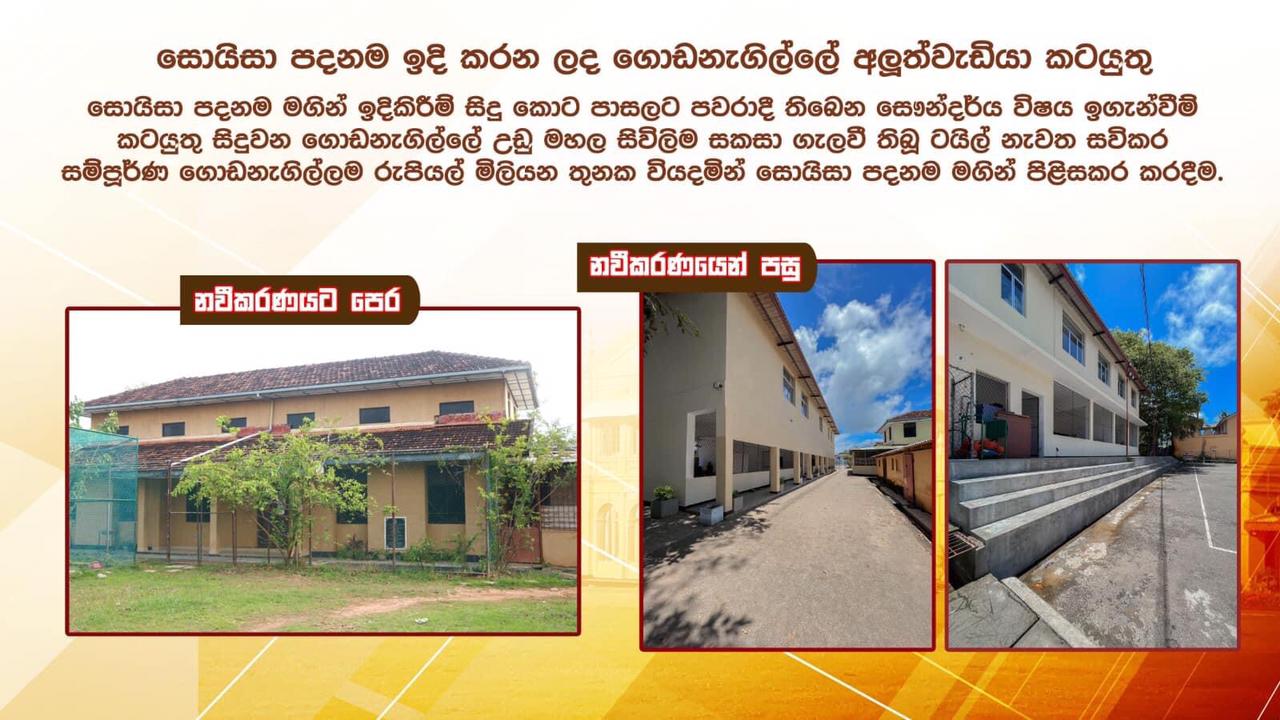 සොයිසා පදනම ඉදි කරන ලද ගොඩනැගිල්ලේ අලුත්වැඩියා කටයුතු
සොයිසා පදනම මගින් ඉදිකිරීම් සිදු කොට පාසලට පවරාදී තිබෙන සෞන්දර්ය විෂය ඉගැන්වීම්
කටයුතු සිදුවන ගොඩනැගිල්ලේ උඩු මහල සිවිලිම සකසා ගැලවී තිබූ ටයිල් නැවත සවිකර
සම්පූර්ණ ගොඩනැගිල්ලම රුපියල් මිලියන තුනක වියදමින් සොයිසා පදනම මගින් පිළිසකර කරදීම.
නවීකරණයට පෙර
නවීකරණයෙන් පසු